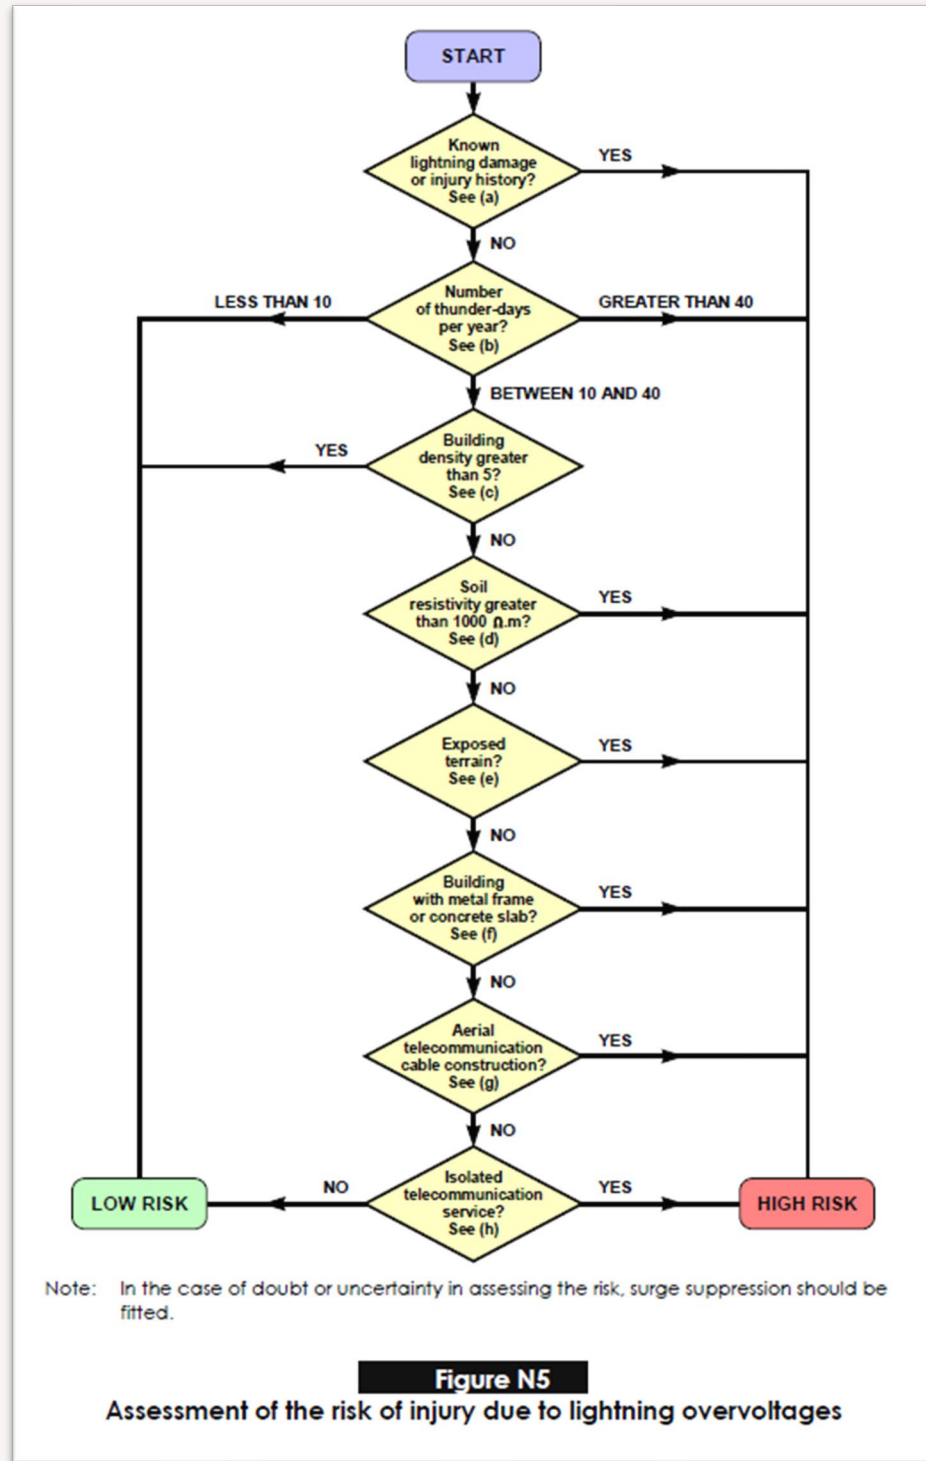 START
Known
lightning damage
or injury history?
See (a)
YES
NO
LESS THAN 10
Number
of thunder-days
per year?
See (b)
GREATER THAN 40
BETWEEN 10 AND 40
YES
Building
density greater
than 5?
See (c)
NO
Soil
resistivity greater
than 1000 Ω.m?
See (d)
YES
NO
Exposed
terrain?
See (e)
YES
NO
Building
with metal frame
or concrete slab?
See (f)
YES
NO
Aerial
telecommunication
cable construction?
See (g)
YES
NO
LOW RISK
NO
Isolated
telecommunication
service?
See (h)
YES
HIGH RISK
Note: In the case of doubt or uncertainty in assessing the risk, surge suppression should be
fitted.
Figure N5
Assessment of the risk of injury due to lightning overvoltages